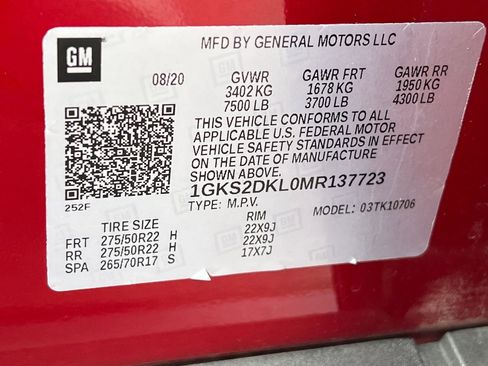 GM
MFD BY GENERAL MOTORS LLC
08/20 GVWR GAWR FRT GAWR RR
3402 KG 1678 KG 1950 KG
7500 LB 3700 LB 4300 LB
THIS VEHICLE CONFORMS TO ALL
APPLICABLE U.S. FEDERAL MOTOR
VEHICLE SAFETY STANDARDS IN EFFECT
ON THE DATE OF MANUFACTURE
SHOWN ABOVE.
1GKS2DKL0MR137723
252F
TYPE: M.P.V. MODEL: 03TK10706
TIRE SIZE RIM
FRT 275/50R22 H 22X9J
RR 275/50R22 H 22X9J
SPA 265/70R17 S 17X7J